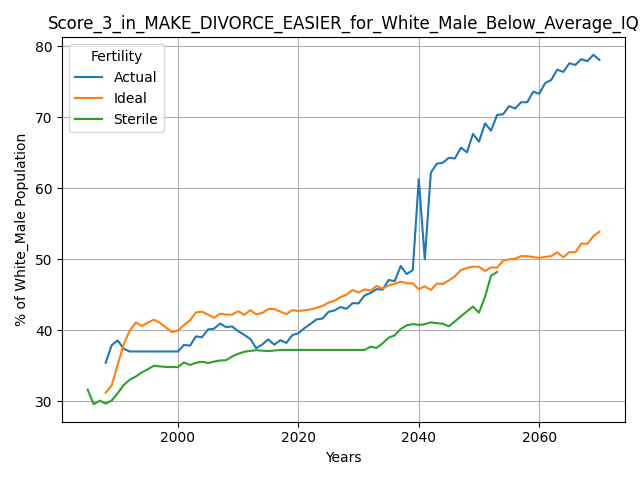 Score_3_in_MAKE_DIVORCE_EASIER_for_White_Male_Below_Average_IQ
Fertility
Actual
Ideal
Sterile
% of White_Male Population
80
70
60
50
40
30
2000
2020
2040
2060
Years